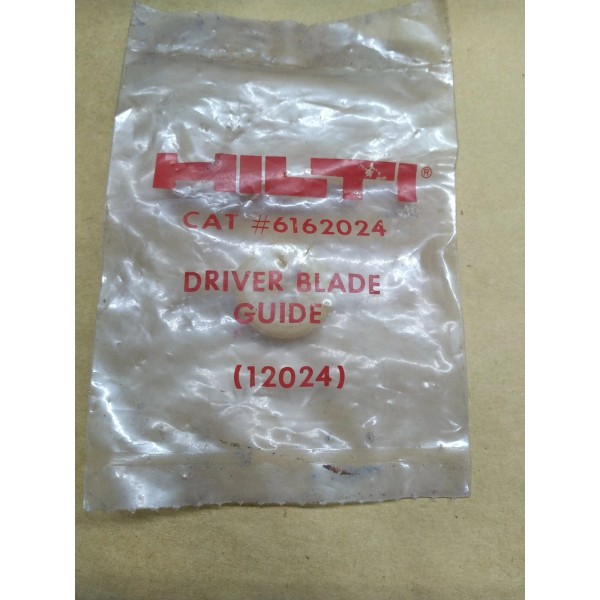 HILTI®
CAT #6162024
DRIVER BLADE
GUIDE
(12024)